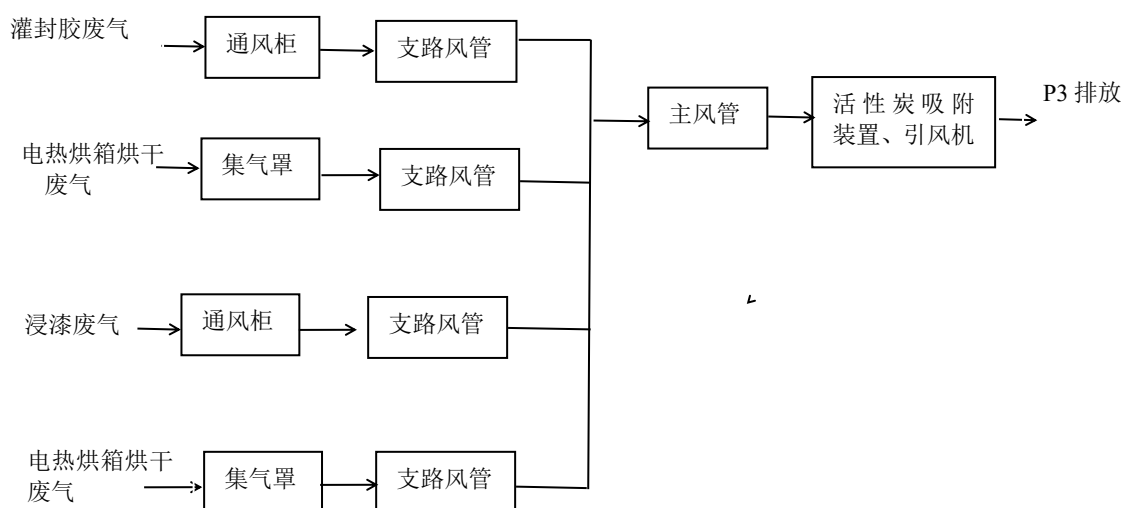 灌封胶废气
通风柜
支路风管
主风管
活性炭吸附
装置、引风机
P3 排放
电热烘箱烘干
废气
集气罩
支路风管
浸漆废气
通风柜
支路风管
电热烘箱烘干
废气
集气罩
支路风管